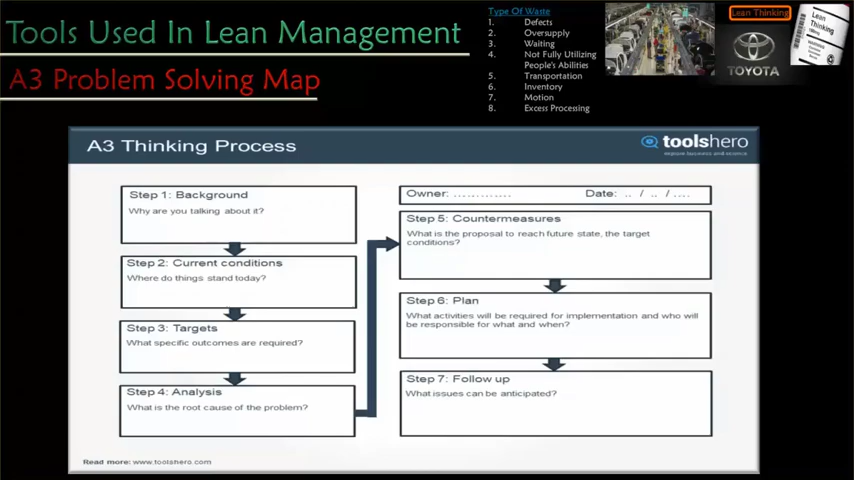 Tools Used In Lean Management
A3 Problem Solving Map
Type Of Waste
1. Defects
2. Oversupply
3. Waiting
4. Not Fully Utilizing
People's Abilities
5. Transportation
6. Inventory
7. Motion
8. Excess Processing
Lean Thinking
TOYOTA
Lean
Thinking
A3 Thinking Process
toolshero
explore business and science
Step 1: Background
Why are you talking about it?
Step 2: Current conditions
Where do things stand today?
Step 3: Targets
What specific outcomes are required?
Step 4: Analysis
What is the root cause of the problem?
Owner: ............. Date: .. / .. / ....
Step 5: Countermeasures
What is the proposal to reach future state, the target
conditions?
Step 6: Plan
What activities will be required for implementation and who will
be responsible for what and when?
Step 7: Follow up
What issues can be anticipated?
Read more: www.toolshero.com